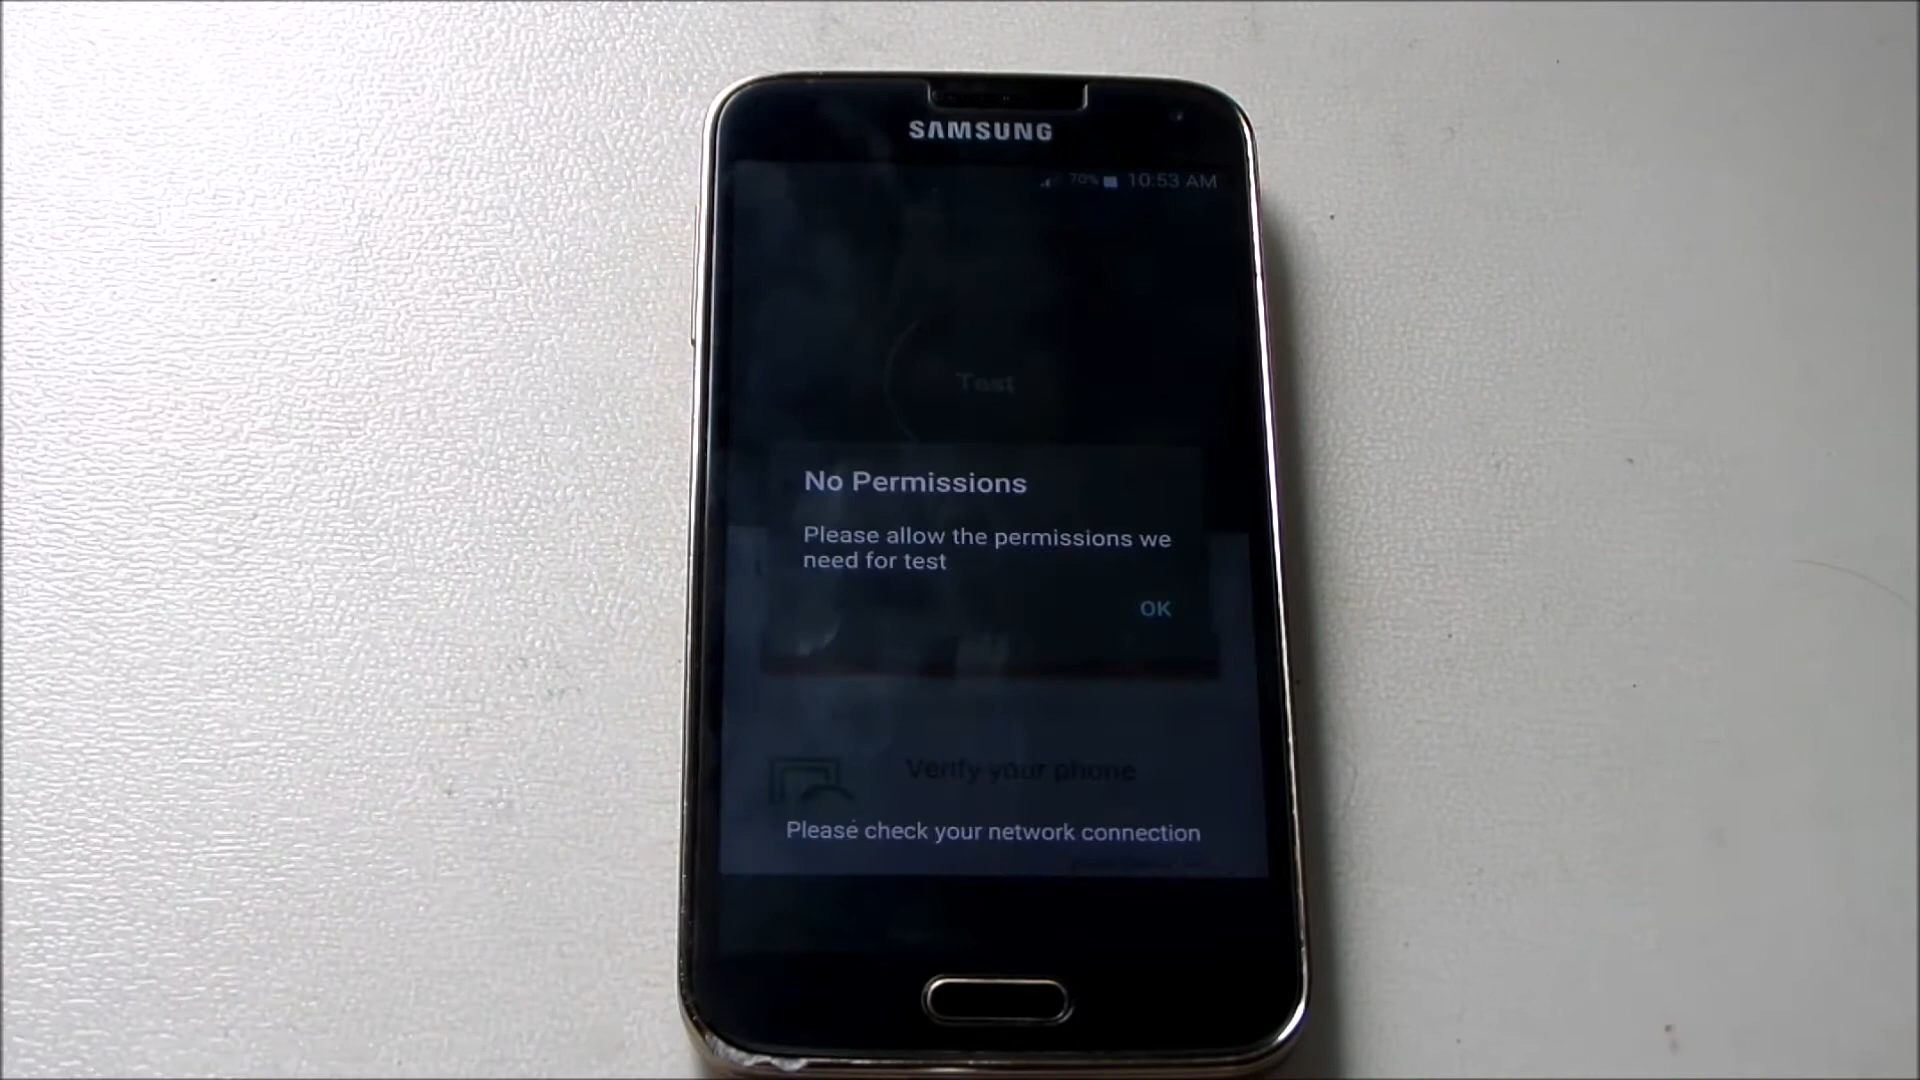 SAMSUNG
70% 10:53 AM
Test
No Permissions
Please allow the permissions we
need for test
OK
Verify your phone
Please check your network connection